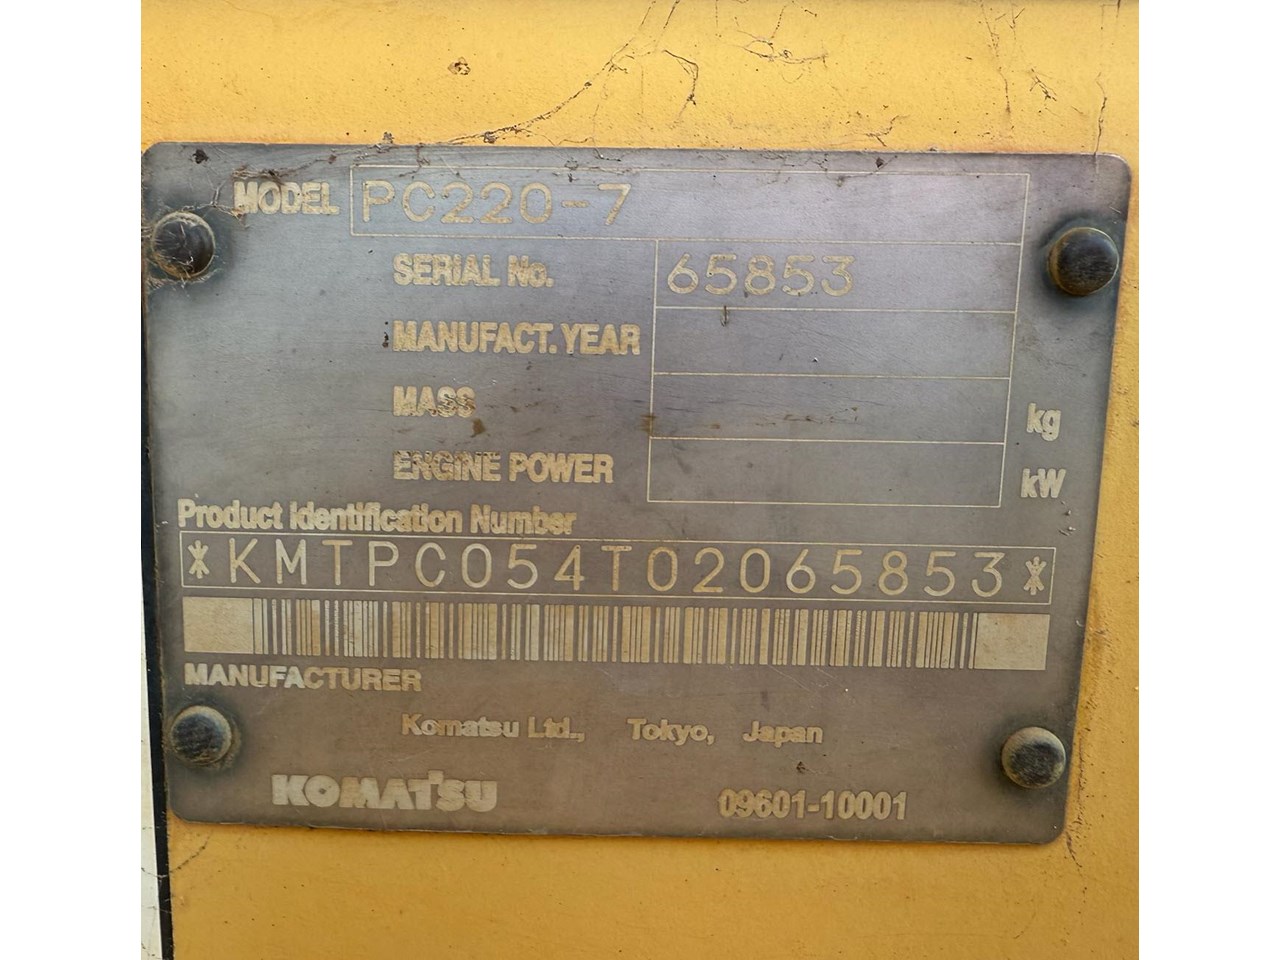 MODEL PC220-7
SERIAL No. 65853
MANUFACT. YEAR
MASS kg
ENGINE POWER kW
Product Identification Number
*KMTPC054T02065853*
MANUFACTURER
Komatsu Ltd., Tokyo, Japan
KOMATSU 09601-10001